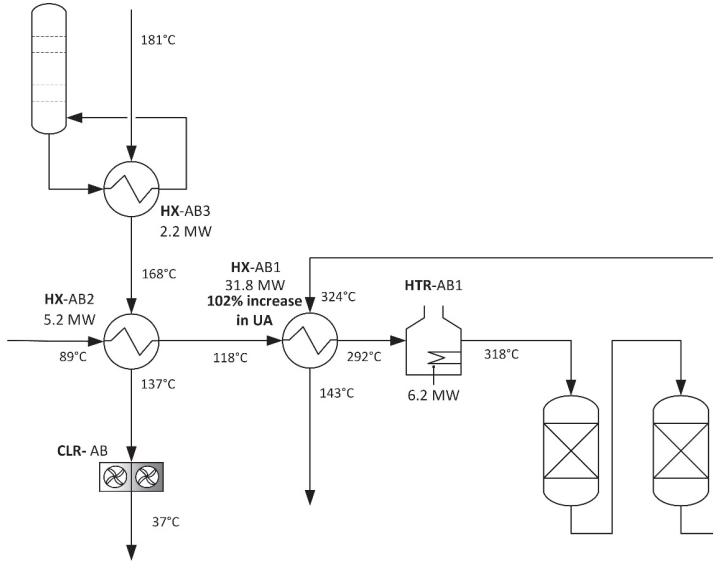 181°C
HX-AB3
2.2 MW
168°C
HX-AB1
31.8 MW
102% increase
in UA
324°C
HTR-AB1
HX-AB2
5.2 MW
89°C
118°C
292°C
318°C
137°C
143°C
6.2 MW
CLR- AB
37°C